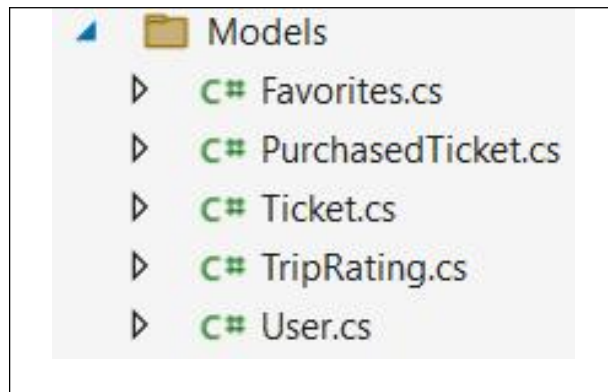 Models
C# Favorites.cs
C# PurchasedTicket.cs
C# Ticket.cs
C# TripRating.cs
C# User.cs